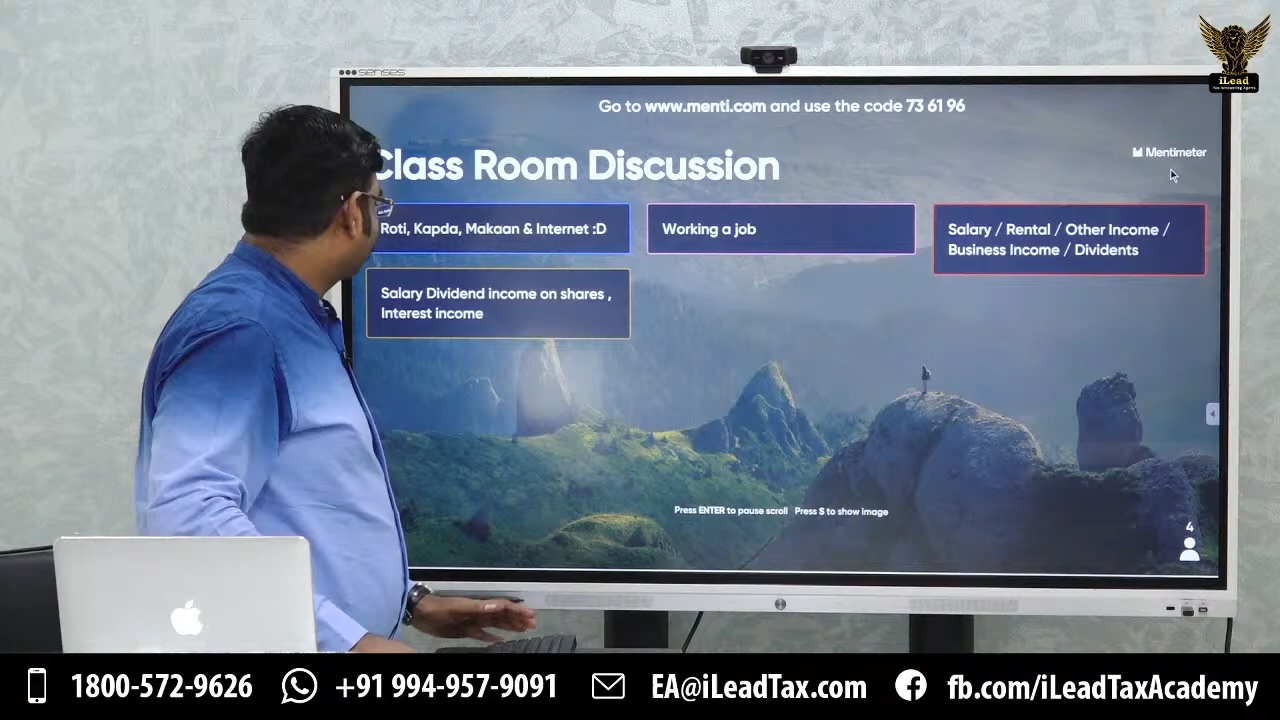 iLead
senses
Go to www.menti.com and use the code 73 61 96
Class Room Discussion
Mentimeter
Roti, Kapda, Makaan & Internet :D
Working a job
Salary / Rental / Other Income /
Business Income / Dividents
Salary Dividend income on shares ,
Interest income
Press ENTER to pause scroll Press S to show image
4
1800-572-9626
+91 994-957-9091
EA@iLeadTax.com
fb.com/iLeadTaxAcademy